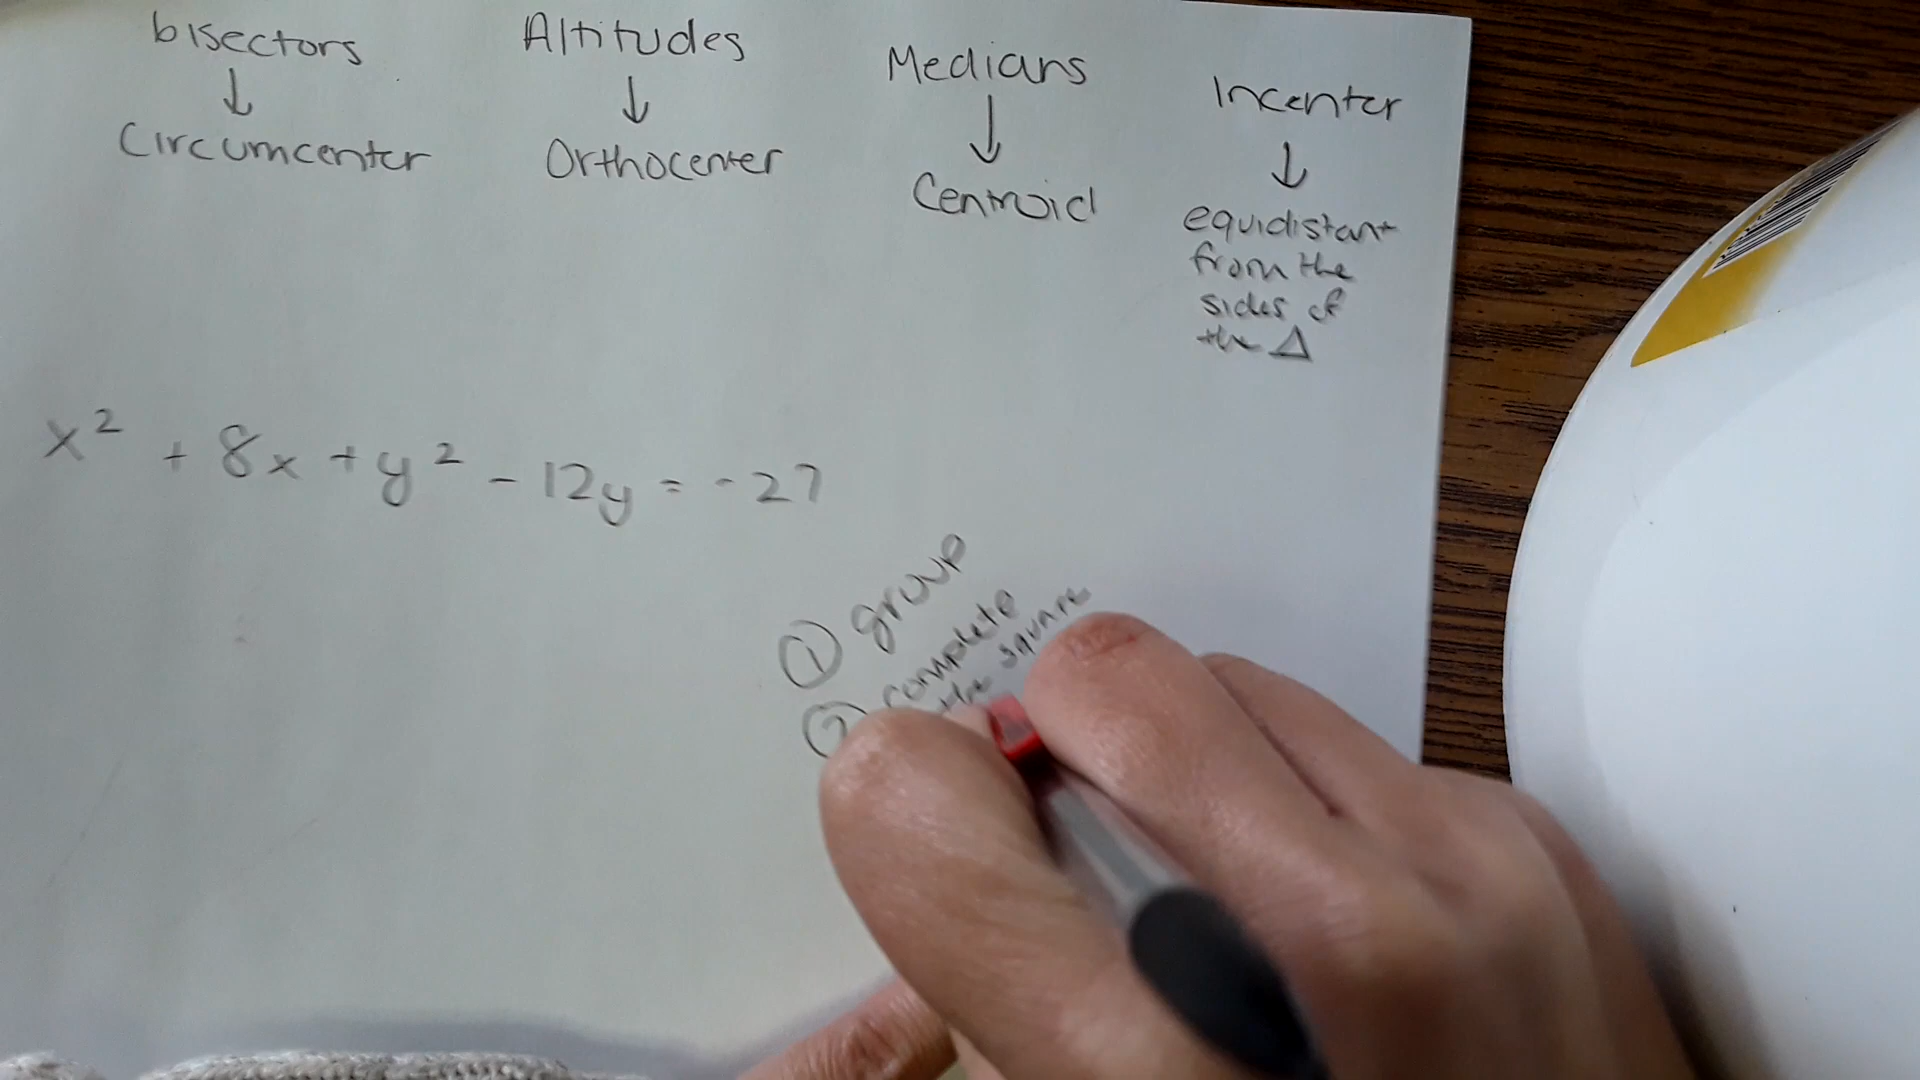 bisectors
↓
Circumcenter
Altitudes
↓
Orthocenter
Medians
↓
Centroid
Incenter
↓
equidistant
from the
sides of
the Δ
x² + 8x + y² - 12y = -27
① group
② complete
the square